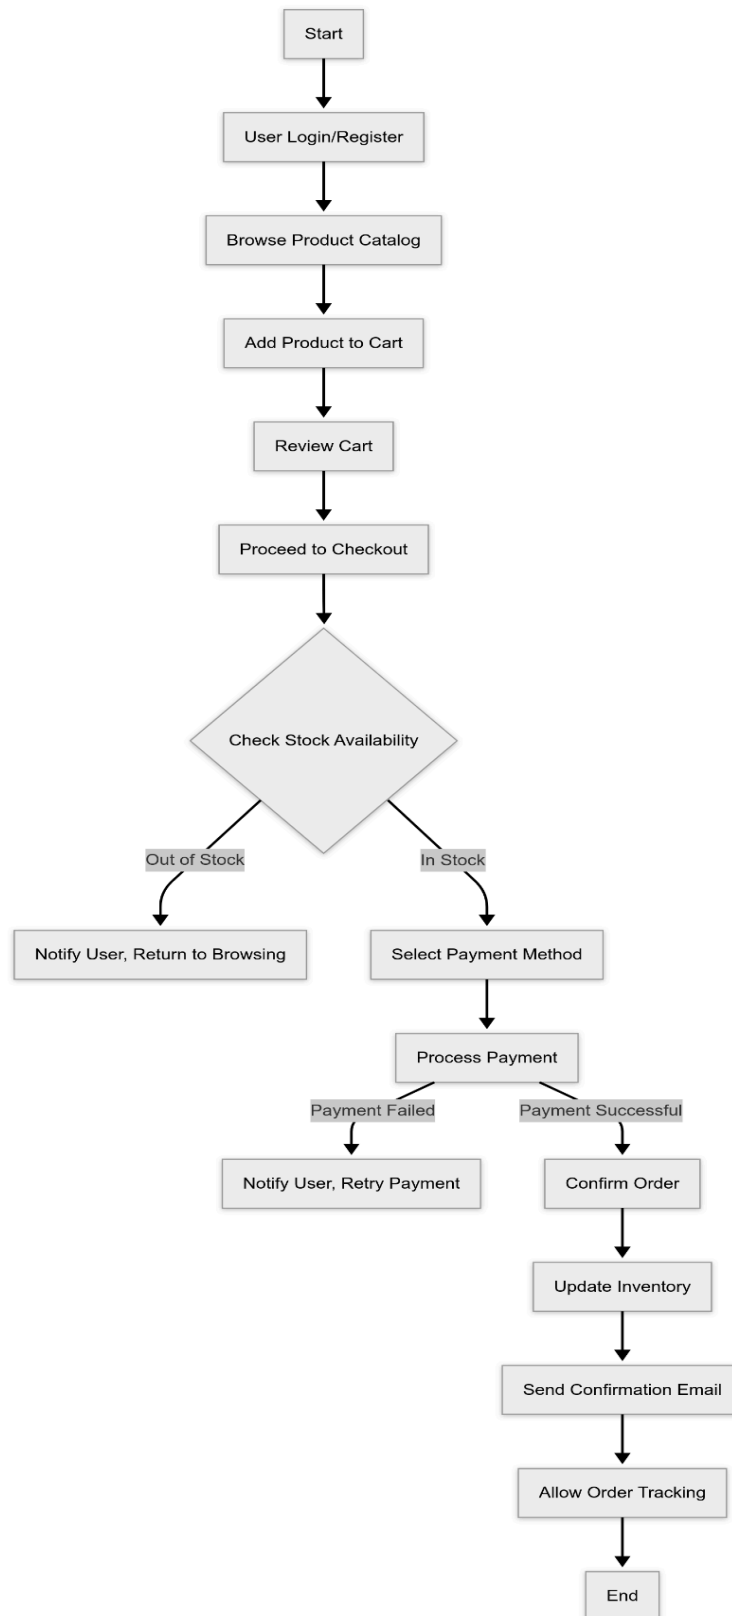 Start
User Login/Register
Browse Product Catalog
Add Product to Cart
Review Cart
Proceed to Checkout
Check Stock Availability
Out of Stock
In Stock
Notify User, Return to Browsing
Select Payment Method
Process Payment
Payment Failed
Payment Successful
Notify User, Retry Payment
Confirm Order
Update Inventory
Send Confirmation Email
Allow Order Tracking
End